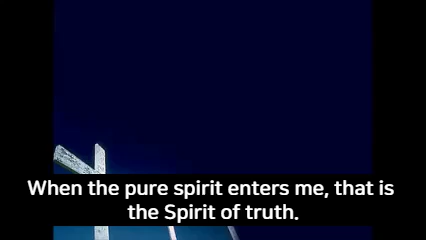 When the pure spirit enters me, that is
the Spirit of truth.